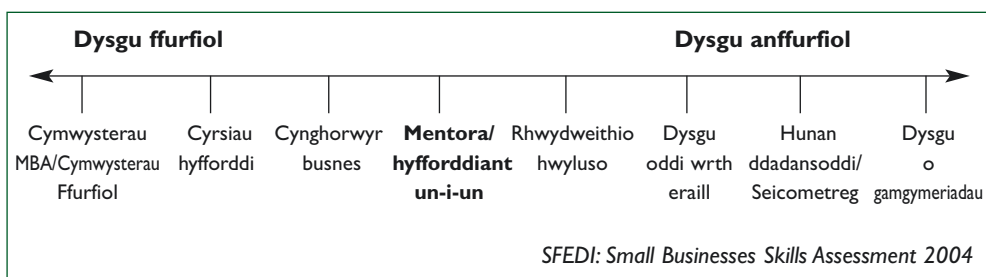 Dysgu ffurfiol
Dysgu anffurfiol
Cymwysterau
MBA/Cymwysterau
Ffurfiol
Cyrsiau
hyfforddi
Cynghorwyr
busnes
Mentora/
hyfforddiant
un-i-un
Rhwydweithio
hwyluso
Dysgu
oddi wrth
eraill
Hunan
ddadansoddi/
Seicometreg
Dysgu
o
gamgymeriadau
SFEDI: Small Businesses Skills Assessment 2004